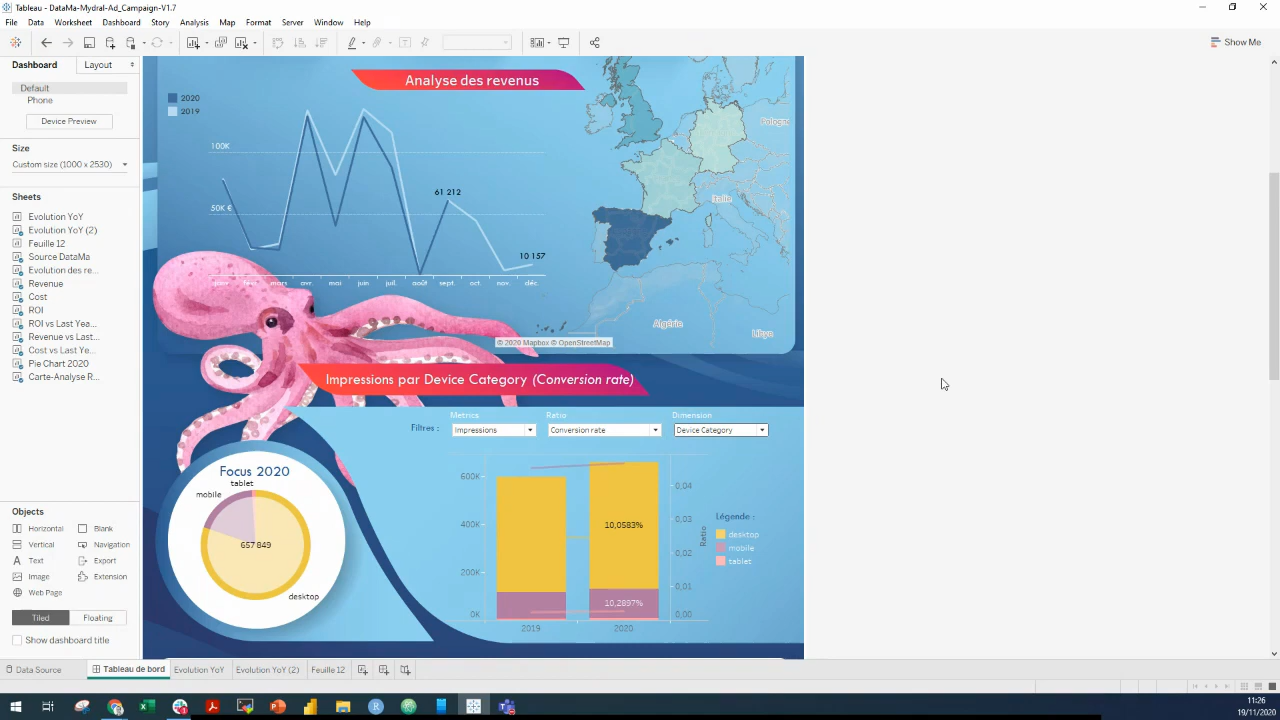 Tableau - DataMa-Mydral-Ad_Campaign-V1.7
File Data Worksheet Dashboard Story Analysis Map Format Server Window Help
Show Me
Dashboard Layout
Default
Phone
Device Preview
Size
Custom size (1000 x 2530)
Sheets
Evolution YoY
Evolution YoY (2)
Feuille 12
Source DataMa
Evolution des re...
Revenue
Cost
ROI
ROI vs Last Yea...
Revenue vs Last...
Cost vs Last Ye...
Pie Chart 2020
Carte-Analyse R...
Objects
Horizontal Blank
Vertical Navigation
Text Export
Image Extension
Web Page
Tiled Floating
Show dashboard title
Analyse des revenus
2020
2019
100K
50K €
61 212
10 157
janv. févr. mars avr. mai juin juil. août sept. oct. nov. déc.
Cologne
Italie
Algérie
Libye
© 2020 Mapbox © OpenStreetMap
Impressions par Device Category (Conversion rate)
Filtres :
Metrics
Impressions
Ratio
Conversion rate
Dimension
Device Category
Focus 2020
tablet
mobile
657 849
desktop
600K
400K
200K
0K
10,0583%
10,2897%
2019 2020
0,04
0,03
0,02
0,01
0,00
Ratio
Légende :
desktop
mobile
tablet
Data Source Tableau de bord Evolution YoY Evolution YoY (2) Feuille 12
11:26
19/11/2020